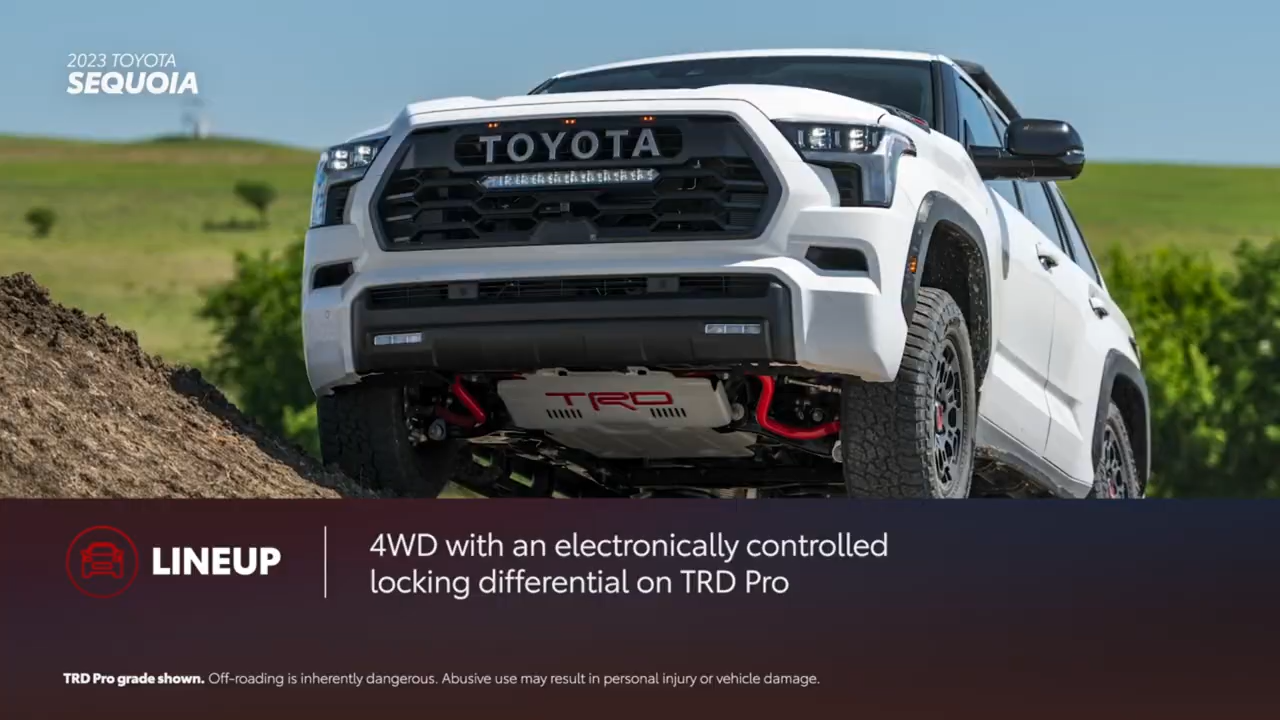 2023 TOYOTA
SEQUOIA
TOYOTA
TRD
LINEUP
4WD with an electronically controlled
locking differential on TRD Pro
TRD Pro grade shown. Off-roading is inherently dangerous. Abusive use may result in personal injury or vehicle damage.